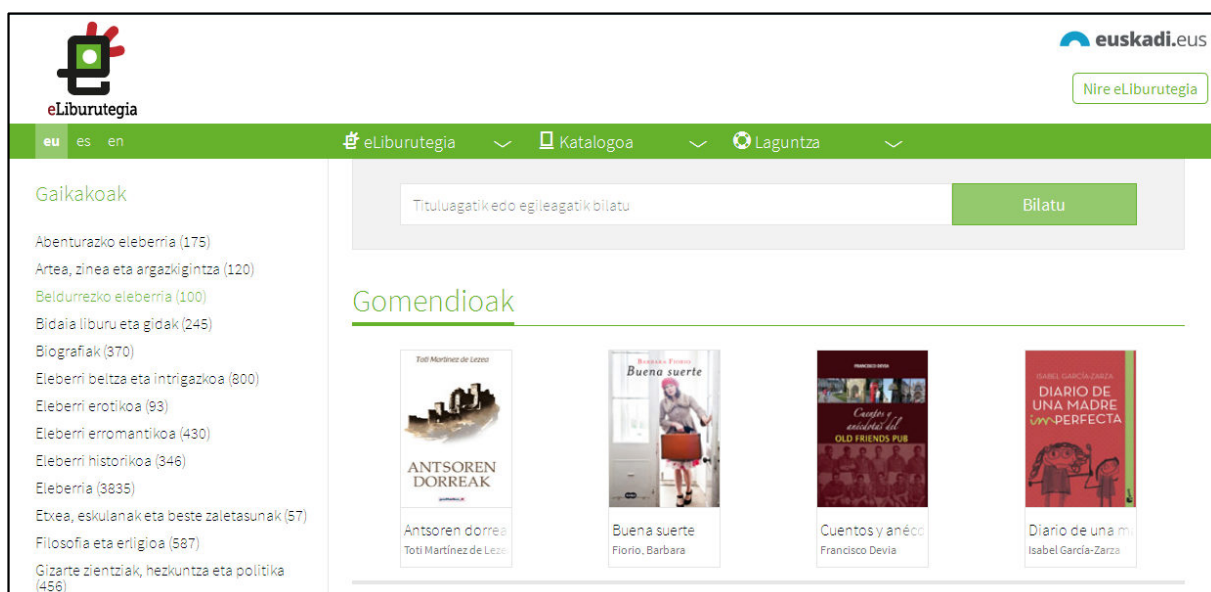 eLiburutegia
euskadi.eus
Nire eLiburutegia
eu es en
eLiburutegia
Katalogoa
Laguntza
Gaikakoak
Abenturazko eleberria (175)
Artea, zinea eta argazkigintza (120)
Beldurrezko eleberria (100)
Bidaia liburu eta gidak (245)
Biografiak (370)
Eleberri beltza eta intrigazkoa (800)
Eleberri erotikoa (93)
Eleberri erromantikoa (430)
Eleberri historikoa (346)
Eleberria (3835)
Etxea, eskulanak eta beste zaletasunak (57)
Filosofia eta erligioa (587)
Gizarte zientziak, hezkuntza eta politika
(456)
Tituluagatik edo egileagatik bilatu
Bilatu
Gomendioak
Toti Martínez de Lezea
ANTSOREN
DORREAK
Antsoren dorrea
Toti Martínez de Leze
BARBARA FIORIO
Buena suerte
Buena suerte
Fiorio, Barbara
FRANCISCO DEVIA
Cuentos y
anécdotas del
OLD FRIENDS PUB
Cuentos y anécd
Francisco Devia
ISABEL GARCÍA-ZARZA
DIARIO DE
UNA MADRE
imPERFECTA
Diario de una m
Isabel García-Zarza